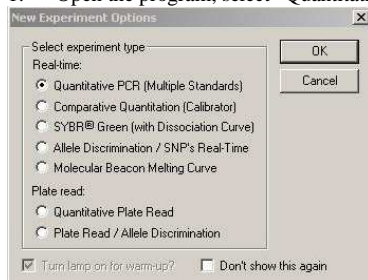 Open the program, select "Quantita
New Experiment Options
Select experiment type
Real-time:
Quantitative PCR (Multiple Standards)
Comparative Quantitation (Calibrator)
SYBR® Green (with Dissociation Curve)
Allele Discrimination / SNP's Real-Time
Molecular Beacon Melting Curve
Plate read:
Quantitative Plate Read
Plate Read / Allele Discrimination
OK
Cancel
Turn lamp on for warm-up?
Don't show this again